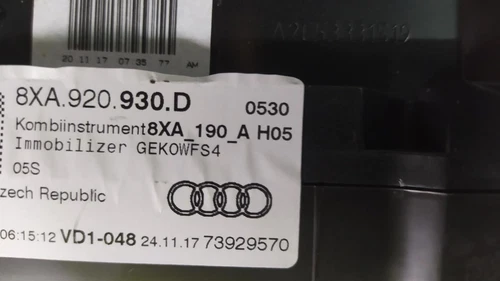 20 11 17 07 35 77 AM
8XA.920.930.D 0530
Kombiinstrument 8XA_190_A H05
Immobilizer GEKOWFS4
05S
zech Republic
06:15:12 VD1-048 24.11.17 73929570